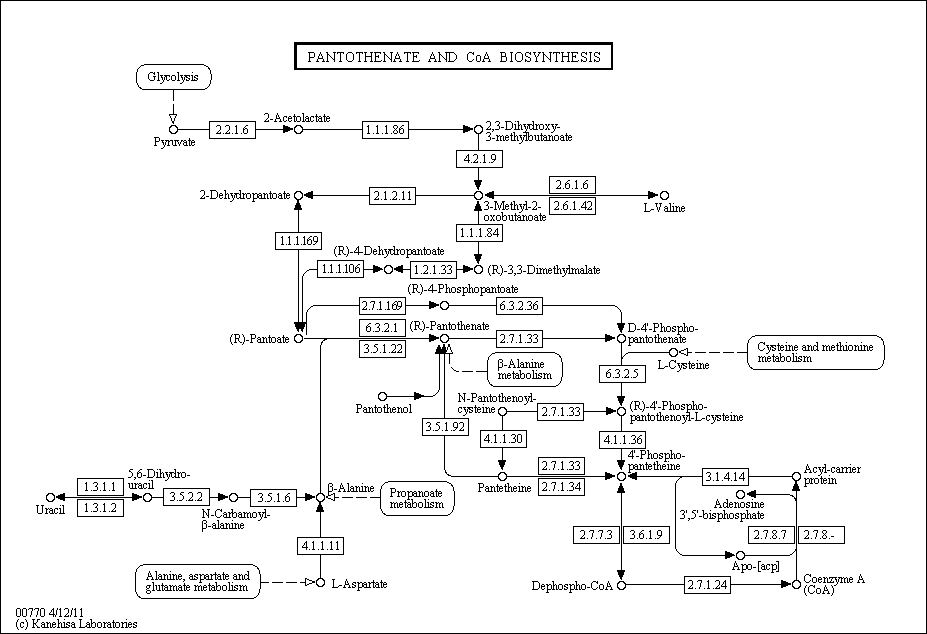 PANTOTHENATE AND CoA BIOSYNTHESIS
Glycolysis
2-Acetolactate
Pyruvate
2.2.1.6
1.1.1.86
2,3-Dihydroxy-
3-methylbutanoate
4.2.1.9
2-Dehydropantoate
2.1.2.11
2.6.1.6
2.6.1.42
L-Valine
3-Methyl-2-
oxobutanoate
1.1.1.84
1.1.1.169
(R)-4-Dehydropantoate
1.1.1.106
1.2.1.33
(R)-3,3-Dimethylmalate
(R)-4-Phosphopantoate
2.7.1.169
6.3.2.36
(R)-Pantoate
6.3.2.1
3.5.1.22
(R)-Pantothenate
2.7.1.33
D-4'-Phospho-
pantothenate
Cysteine and methionine
metabolism
L-Cysteine
β-Alanine
metabolism
6.3.2.5
Pantothenol
N-Pantothenoyl-
cysteine
2.7.1.33
(R)-4'-Phospho-
pantothenoyl-L-cysteine
3.5.1.92
4.1.1.30
4.1.1.36
4'-Phospho-
pantetheine
2.7.1.33
2.7.1.34
Pantetheine
3.1.4.14
Acyl-carrier
protein
Adenosine
3',5'-bisphosphate
5,6-Dihydro-
uracil
1.3.1.1
1.3.1.2
Uracil
3.5.2.2
N-Carbamoyl-
β-alanine
3.5.1.6
β-Alanine
Propanoate
metabolism
4.1.1.11
2.7.7.3
3.6.1.9
2.7.8.7
2.7.8.-
Apo-[acp]
Alanine, aspartate and
glutamate metabolism
L-Aspartate
Dephospho-CoA
2.7.1.24
Coenzyme A
(CoA)
00770 4/12/11
(c) Kanehisa Laboratories